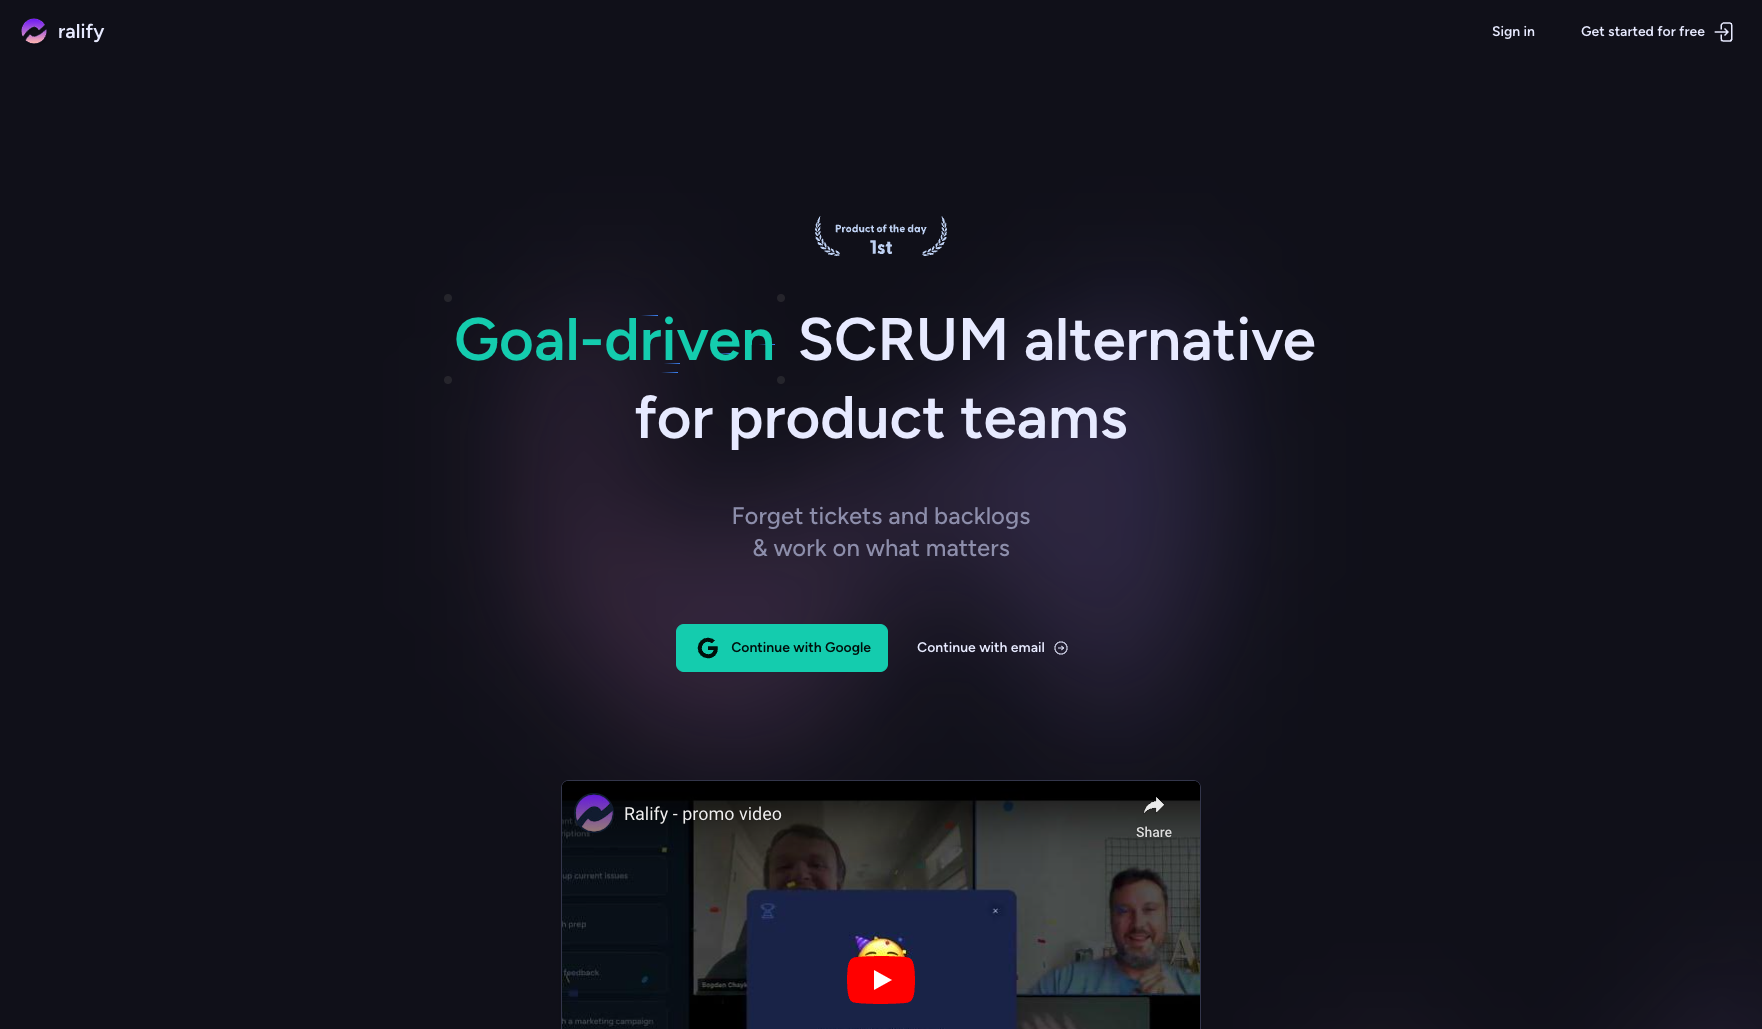 ralify
Sign in
Get started for free
Product of the day
1st
Goal-driven SCRUM alternative
for product teams
Forget tickets and backlogs
& work on what matters
Continue with Google
Continue with email
Ralify - promo video
Share
up current issues
prep
feedback
a marketing campaign